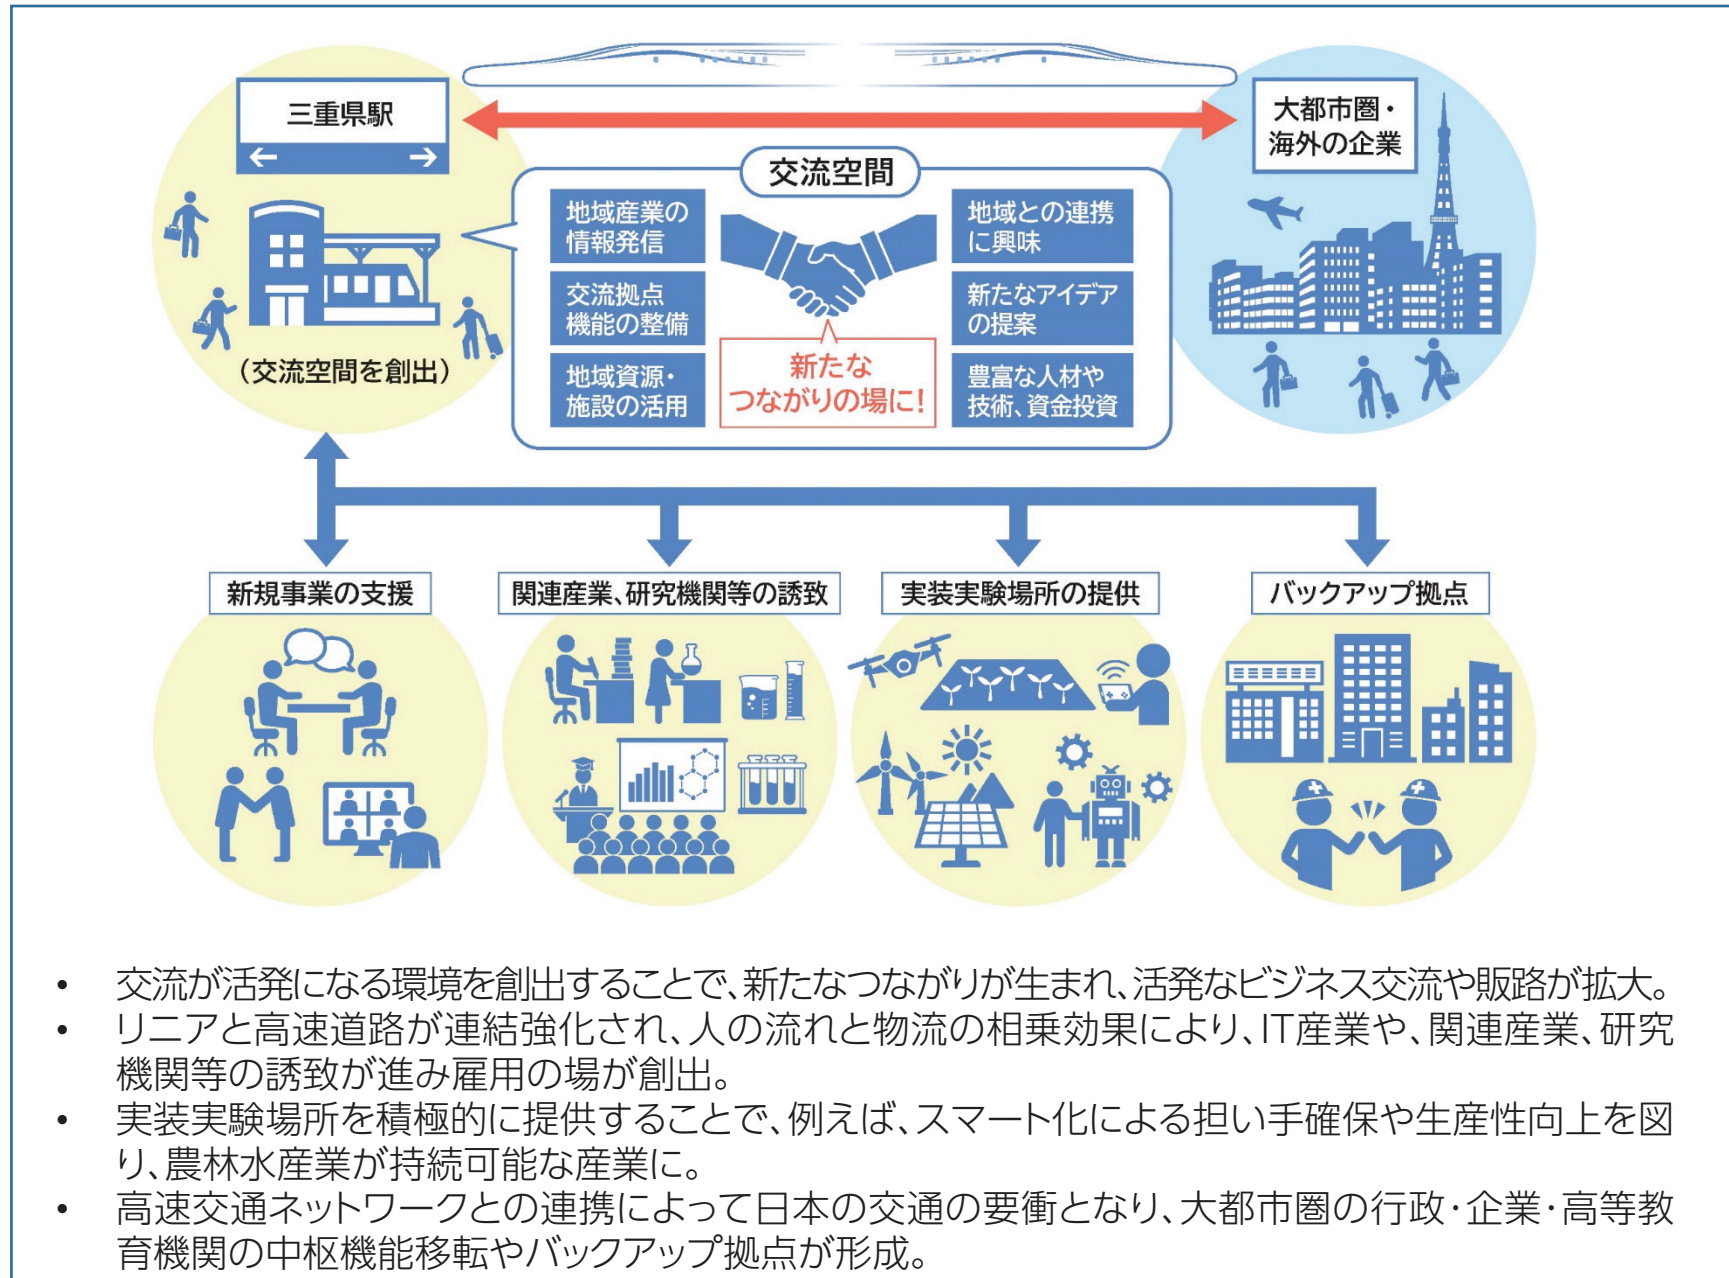 三重県駅
大都市圏・
海外の企業
交流空間
地域産業の
情報発信
交流拠点
機能の整備
地域資源・
施設の活用
新たな
つながりの場に！
地域との連携
に興味
新たなアイデア
の提案
豊富な人材や
技術、資金投資
（交流空間を創出）
新規事業の支援
関連産業、研究機関等の誘致
実装実験場所の提供
バックアップ拠点
• 交流が活発になる環境を創出することで、新たなつながりが生まれ、活発なビジネス交流や販路が拡大。
• リニアと高速道路が連結強化され、人の流れと物流の相乗効果により、IT産業や、関連産業、研究
機関等の誘致が進み雇用の場が創出。
• 実装実験場所を積極的に提供することで、例えば、スマート化による担い手確保や生産性向上を図
り、農林水産業が持続可能な産業に。
• 高速交通ネットワークとの連携によって日本の交通の要衝となり、大都市圏の行政・企業・高等教
育機関の中枢機能移転やバックアップ拠点が形成。